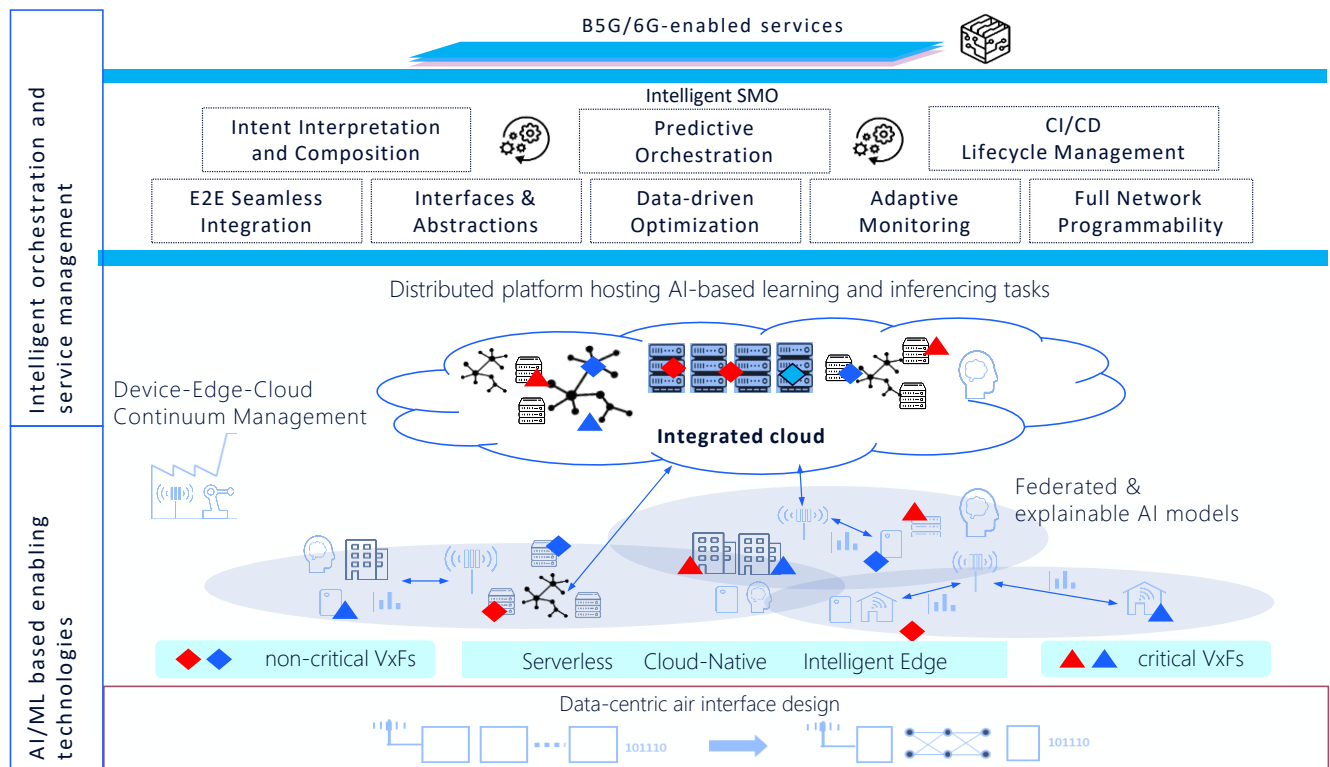 B5G/6G-enabled services
Intelligent orchestration and
service management
Intelligent SMO
Intent Interpretation
and Composition
Predictive
Orchestration
CI/CD
Lifecycle Management
E2E Seamless
Integration
Interfaces &
Abstractions
Data-driven
Optimization
Adaptive
Monitoring
Full Network
Programmability
Distributed platform hosting AI-based learning and inferencing tasks
Device-Edge-Cloud
Continuum Management
Integrated cloud
AI/ML based enabling
technologies
Federated &
explainable AI models
non-critical VxFs
Serverless Cloud-Native Intelligent Edge
critical VxFs
Data-centric air interface design
101110
101110